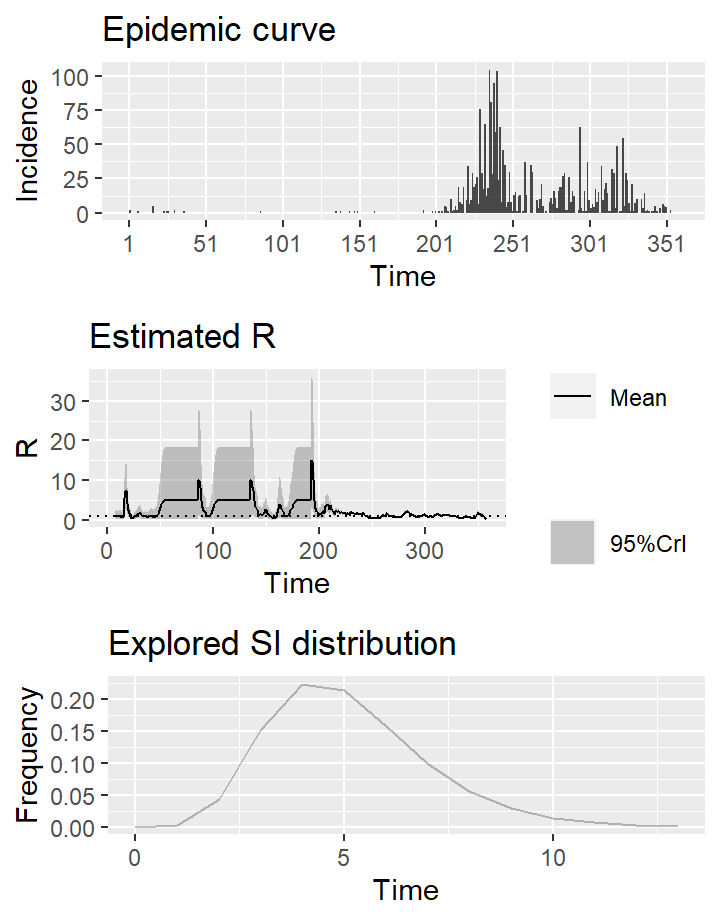 Epidemic curve
100
75
50
25
0
Incidence
1 51 101 151 201 251 301 351
Time
Estimated R
30
20
10
0
R
0 100 200 300
Time
Mean
95%CrI
Explored SI distribution
0.20
0.15
0.10
0.05
0.00
Frequency
0 5 10
Time